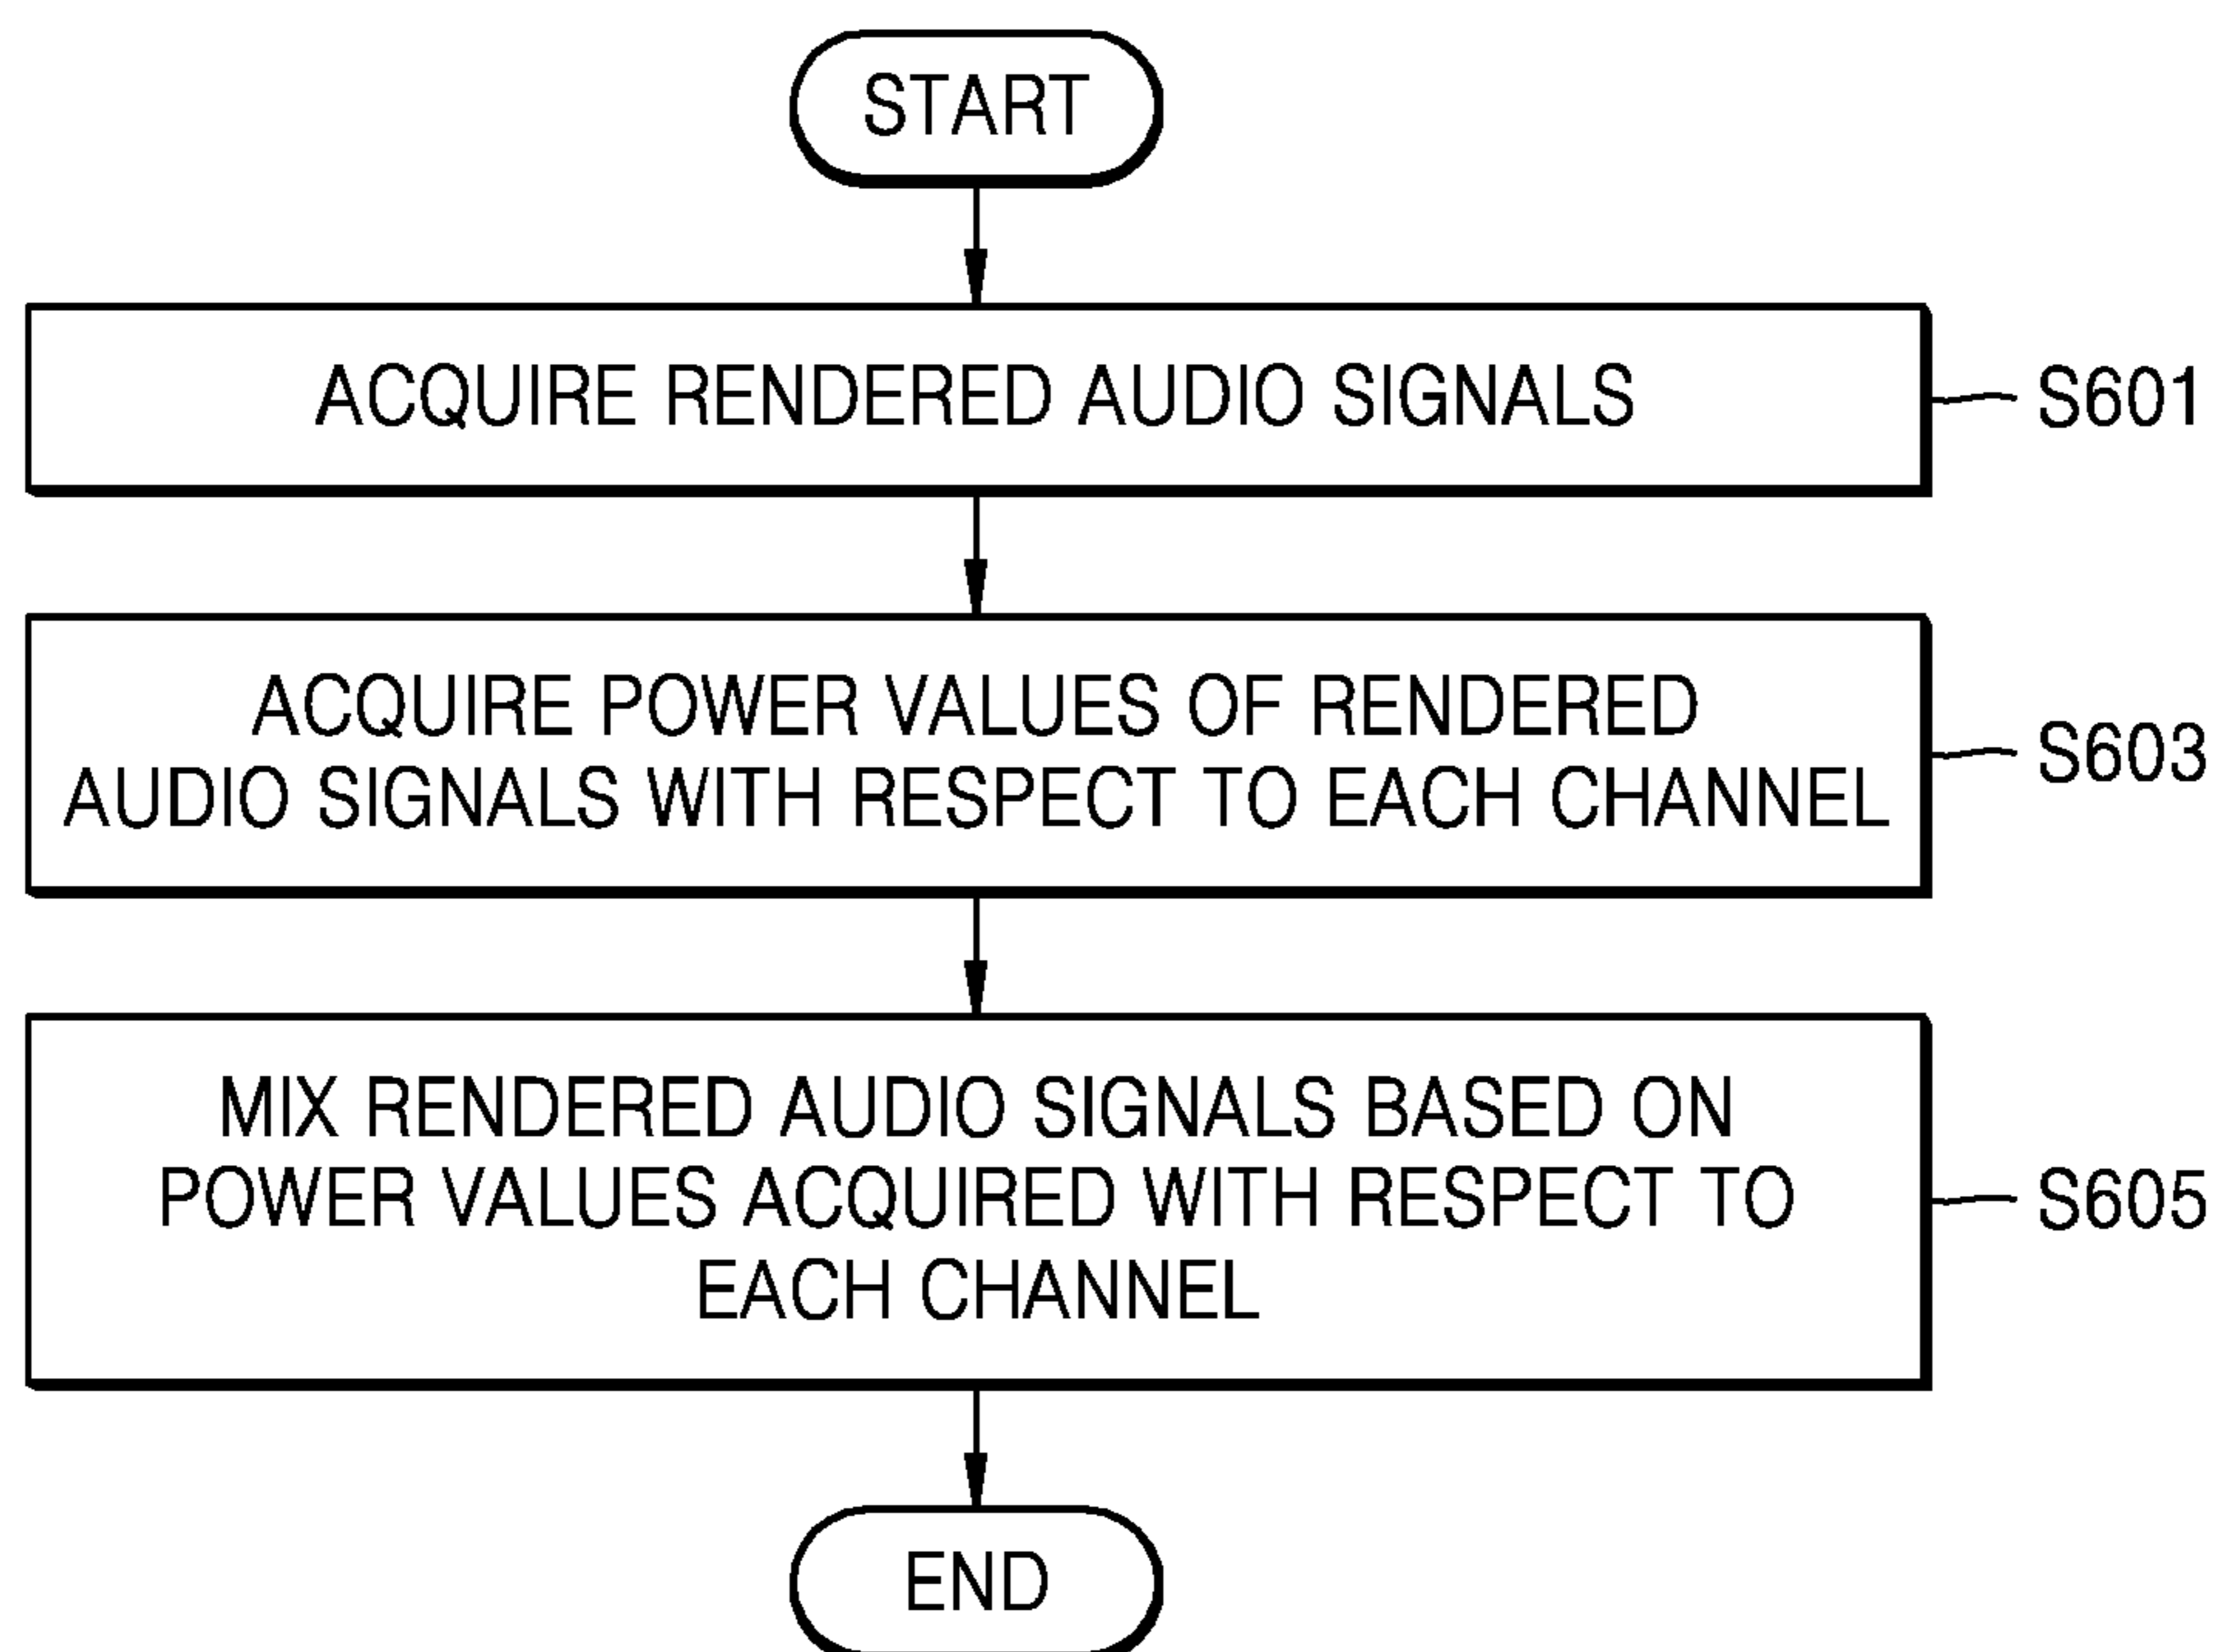 START
ACQUIRE RENDERED AUDIO SIGNALS
S601
ACQUIRE POWER VALUES OF RENDERED
AUDIO SIGNALS WITH RESPECT TO EACH CHANNEL
S603
MIX RENDERED AUDIO SIGNALS BASED ON
POWER VALUES ACQUIRED WITH RESPECT TO
EACH CHANNEL
S605
END